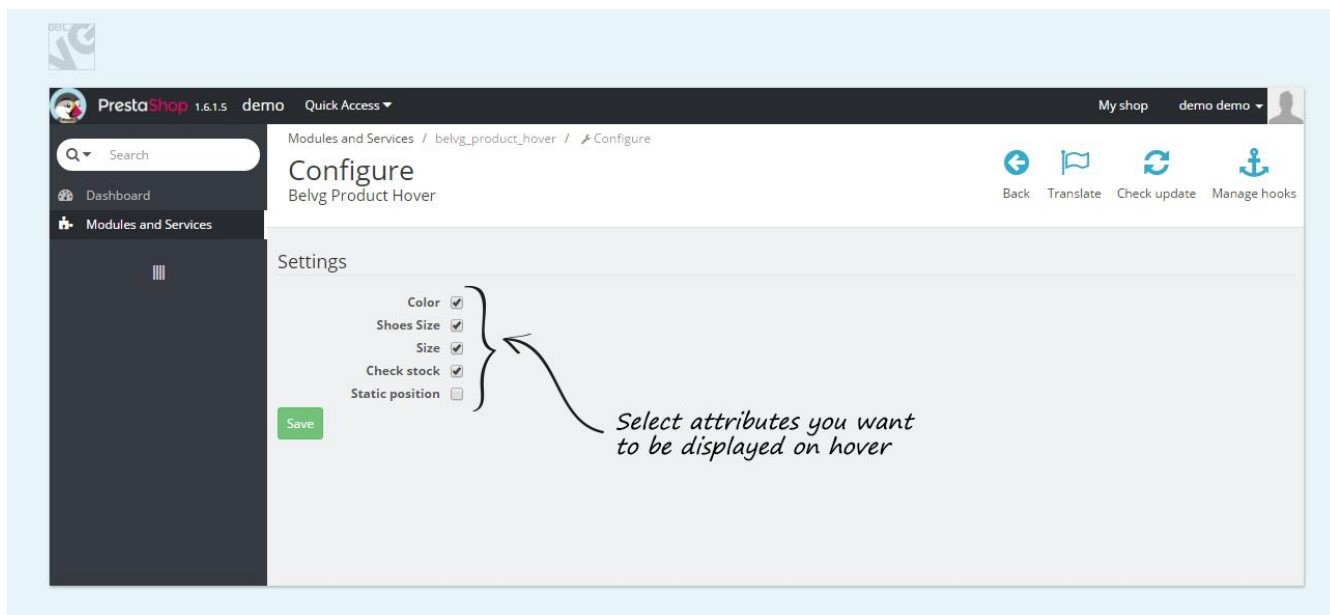 BEL
VG
PrestaShop 1.6.1.5 demo Quick Access My shop demo demo
Search
Dashboard
Modules and Services
Modules and Services / belvg_product_hover / Configure
Configure
Belvg Product Hover
Back Translate Check update Manage hooks
Settings
Color
Shoes Size
Size
Check stock
Static position
Save
Select attributes you want
to be displayed on hover